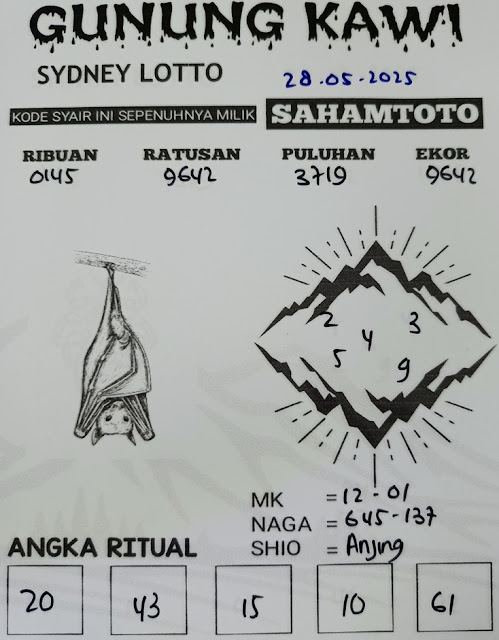 GUNUNG KAWI
SYDNEY LOTTO 28.05-2025
KODE SYAIR INI SEPENUHNYA MILIK SAHAMTOTO
RIBUAN RATUSAN PULUHAN EKOR
0145 9642 3719 9642
2 3
4
5 9
MK = 12-01
NAGA = 645-137
ANGKA RITUAL SHIO = Anjing
20 43 15 10 61